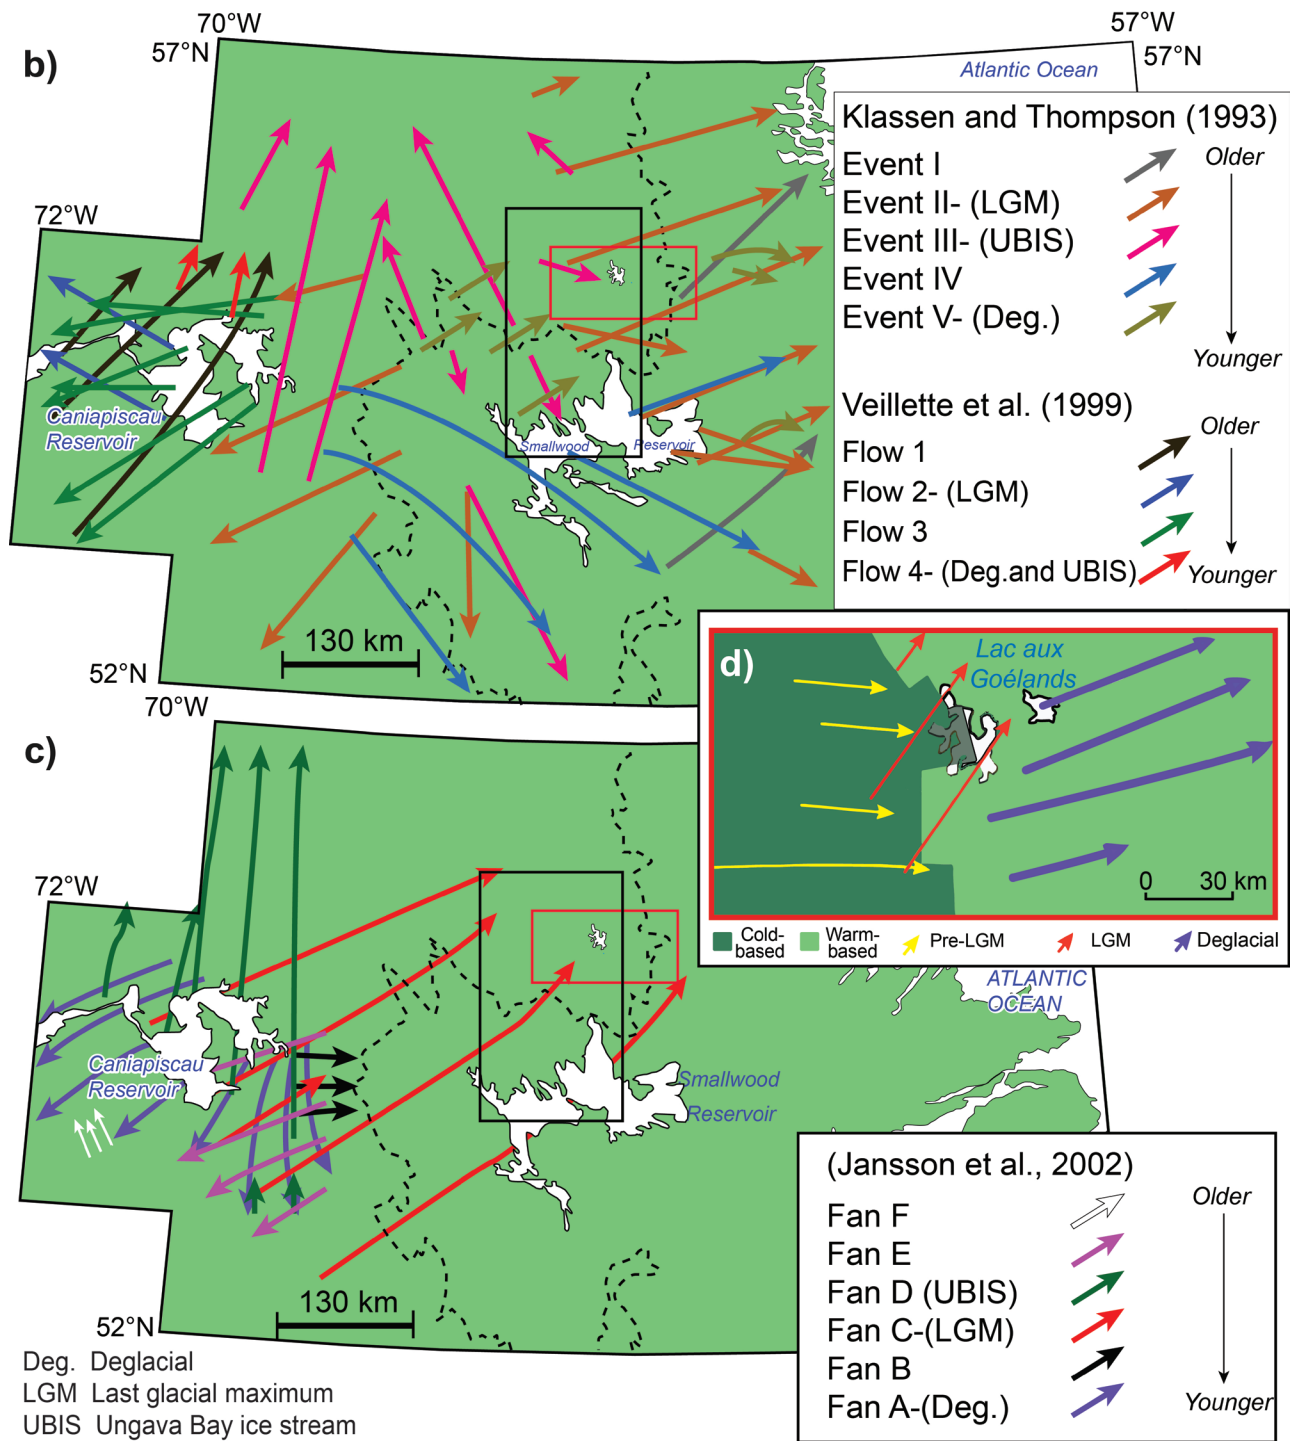 b)
70°W
57°N
57°W
57°N
Atlantic Ocean
72°W
Caniapiscau
Reservoir
Smallwood
Reservoir
130 km
52°N
Klassen and Thompson (1993)
Event I
Event II- (LGM)
Event III- (UBIS)
Event IV
Event V- (Deg.)
Older
Younger
Veillette et al. (1999)
Flow 1
Flow 2- (LGM)
Flow 3
Flow 4- (Deg.and UBIS)
Older
Younger
d)
Lac aux
Goélands
0 30 km
Cold-
based
Warm-
based
Pre-LGM
LGM
Deglacial
c)
70°W
72°W
Caniapiscau
Reservoir
Smallwood
Reservoir
ATLANTIC
OCEAN
130 km
52°N
(Jansson et al., 2002)
Fan F
Fan E
Fan D (UBIS)
Fan C-(LGM)
Fan B
Fan A-(Deg.)
Older
Younger
Deg. Deglacial
LGM Last glacial maximum
UBIS Ungava Bay ice stream